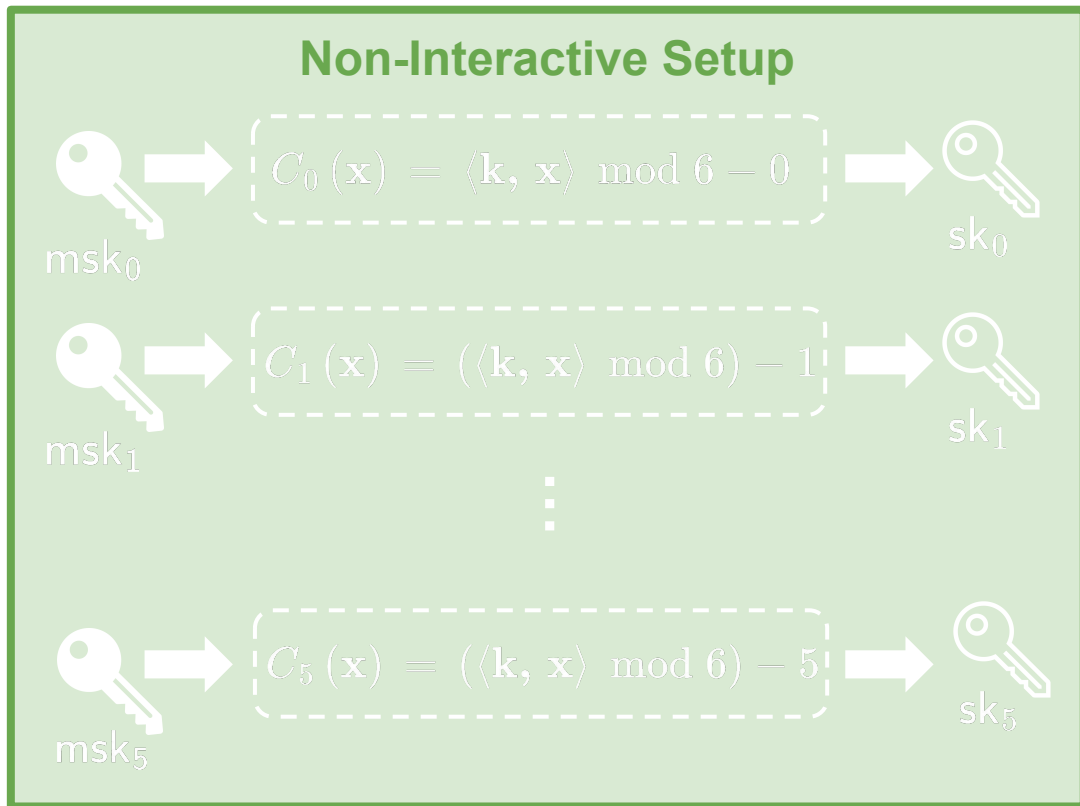 Non-Interactive Setup
C₀(𝐱) = ⟨𝐤, 𝐱⟩ mod 6 − 0
msk₀
sk₀
C₁(𝐱) = (⟨𝐤, 𝐱⟩ mod 6) − 1
msk₁
sk₁
⋮
C₅(𝐱) = (⟨𝐤, 𝐱⟩ mod 6) − 5
msk₅
sk₅